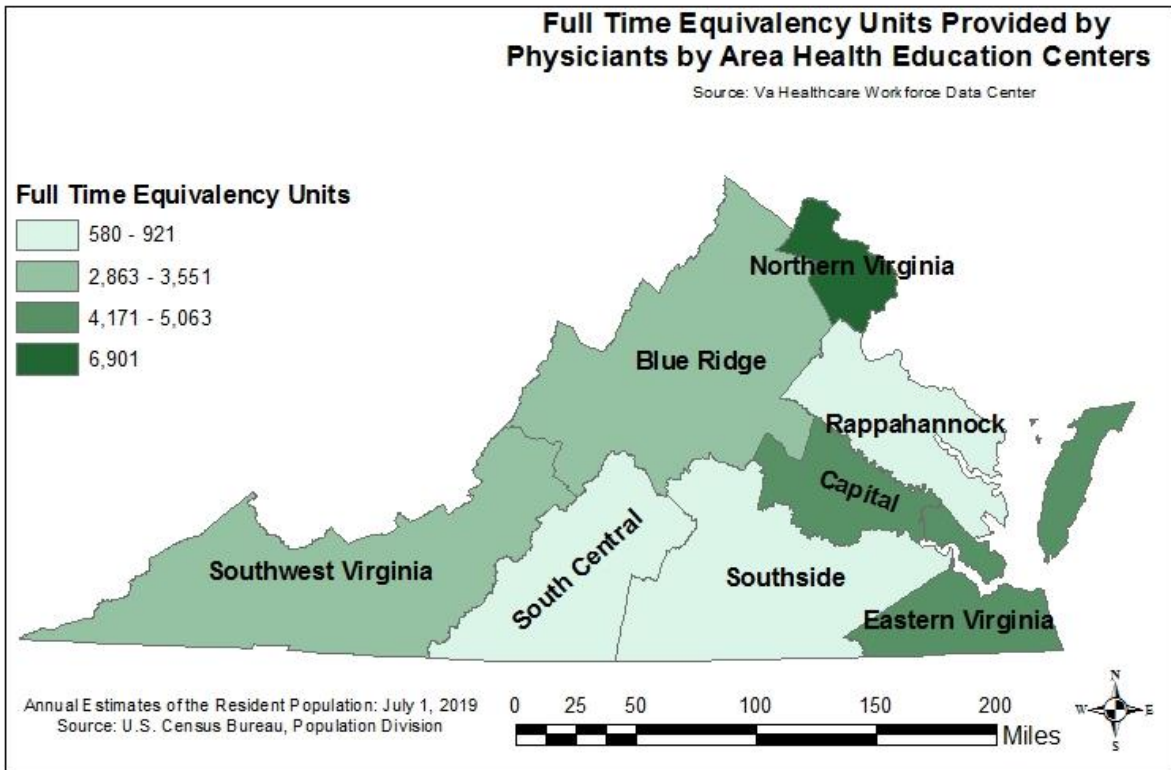 Full Time Equivalency Units Provided by
Physiciants by Area Health Education Centers
Source: Va Healthcare Workforce Data Center
Full Time Equivalency Units
580 - 921
2,863 - 3,551
4,171 - 5,063
6,901
Northern Virginia
Blue Ridge
Rappahannock
Capital
South Central
Southwest Virginia
Southside
Eastern Virginia
Annual Estimates of the Resident Population: July 1, 2019
Source: U.S. Census Bureau, Population Division
0 25 50 100 150 200
Miles
N
W E
S